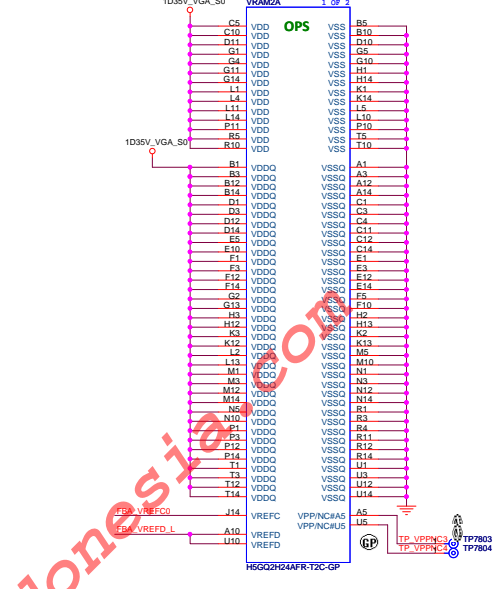 1D35V_VGA_S0
VRAM2A 1 OF 2
OPS
C5 VDD VSS B5
C10 VDD VSS B10
D11 VDD VSS D10
G1 VDD VSS G5
G4 VDD VSS G10
G11 VDD VSS H1
G14 VDD VSS H14
L1 VDD VSS K1
L4 VDD VSS K14
L11 VDD VSS L5
L14 VDD VSS L10
P11 VDD VSS P10
R5 VDD VSS T5
R10 VDD VSS T10
1D35V_VGA_S0
B1 VDDQ VSSQ A1
B3 VDDQ VSSQ A3
B12 VDDQ VSSQ A12
B14 VDDQ VSSQ A14
D1 VDDQ VSSQ C1
D3 VDDQ VSSQ C3
D12 VDDQ VSSQ C4
D14 VDDQ VSSQ C11
E5 VDDQ VSSQ C12
E10 VDDQ VSSQ C14
F1 VDDQ VSSQ E1
F3 VDDQ VSSQ E3
F12 VDDQ VSSQ E12
F14 VDDQ VSSQ E14
G2 VDDQ VSSQ F5
G13 VDDQ VSSQ F10
H3 VDDQ VSSQ H2
H12 VDDQ VSSQ H13
K3 VDDQ VSSQ K2
K12 VDDQ VSSQ K13
L2 VDDQ VSSQ M5
L13 VDDQ VSSQ M10
M1 VDDQ VSSQ N1
M3 VDDQ VSSQ N3
M12 VDDQ VSSQ N12
M14 VDDQ VSSQ N14
N5 VDDQ VSSQ R1
N10 VDDQ VSSQ R3
P1 VDDQ VSSQ R4
P3 VDDQ VSSQ R11
P12 VDDQ VSSQ R12
P14 VDDQ VSSQ R14
T1 VDDQ VSSQ U1
T3 VDDQ VSSQ U3
T12 VDDQ VSSQ U12
T14 VDDQ VSSQ U14
FBA_VREFC0 J14 VREFC VPP/NC#A5 A5
VPP/NC#U5 U5
FBA_VREFD_L A10 VREFD
U10 VREFD
GP
TP_VPPNC3 TP7803
TP_VPPNC4 TP7804
H5GQ2H24AFR-T2C-GP
onesia.com